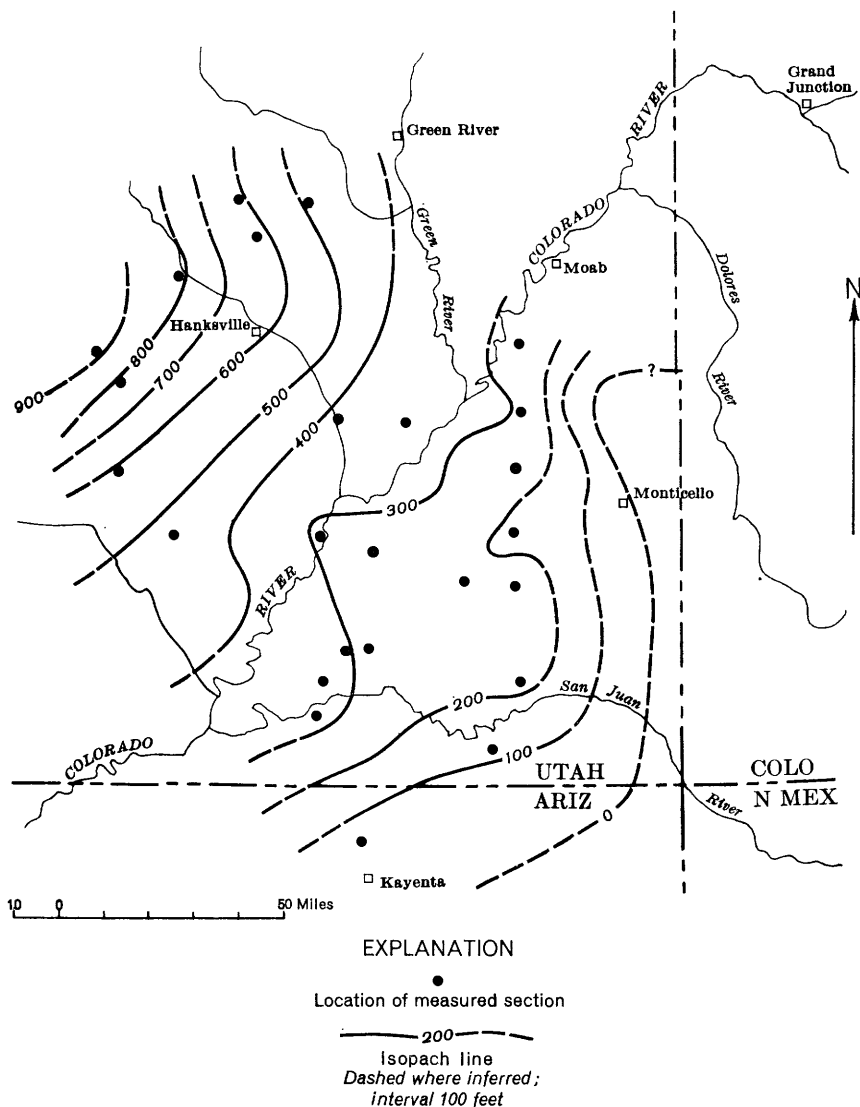 Grand
Junction
RIVER
Green River
COLORADO
Green
River
Moab
Dolores
River
N
Hanksville
800
700
600
900
500
400
?
300
Monticello
RIVER
200
San Juan
100
COLORADO
UTAH
COLO
ARIZ
N MEX
River
0
Kayenta
10 0 50 Miles
EXPLANATION
Location of measured section
200
Isopach line
Dashed where inferred;
interval 100 feet